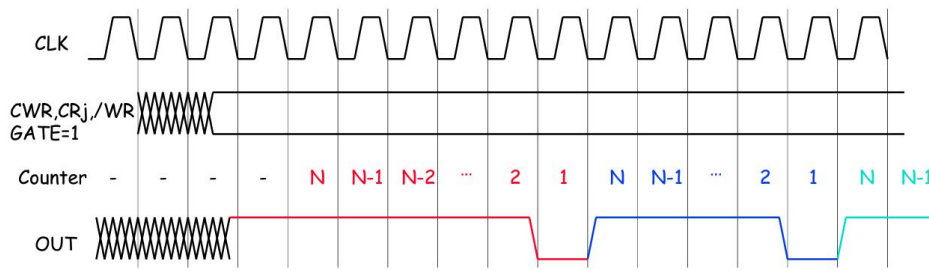 CLK
CWR,CRj,/WR
GATE=1
Counter - - - - N N-1 N-2 ... 2 1 N N-1 ... 2 1 N N-1
OUT